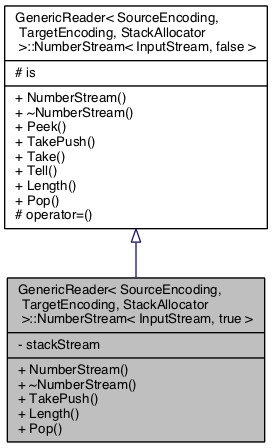 GenericReader< SourceEncoding,
TargetEncoding, StackAllocator
>::NumberStream< InputStream, false >
# is
+ NumberStream()
+ ~NumberStream()
+ Peek()
+ TakePush()
+ Take()
+ Tell()
+ Length()
+ Pop()
# operator=()
GenericReader< SourceEncoding,
TargetEncoding, StackAllocator
>::NumberStream< InputStream, true >
- stackStream
+ NumberStream()
+ ~NumberStream()
+ TakePush()
+ Length()
+ Pop()